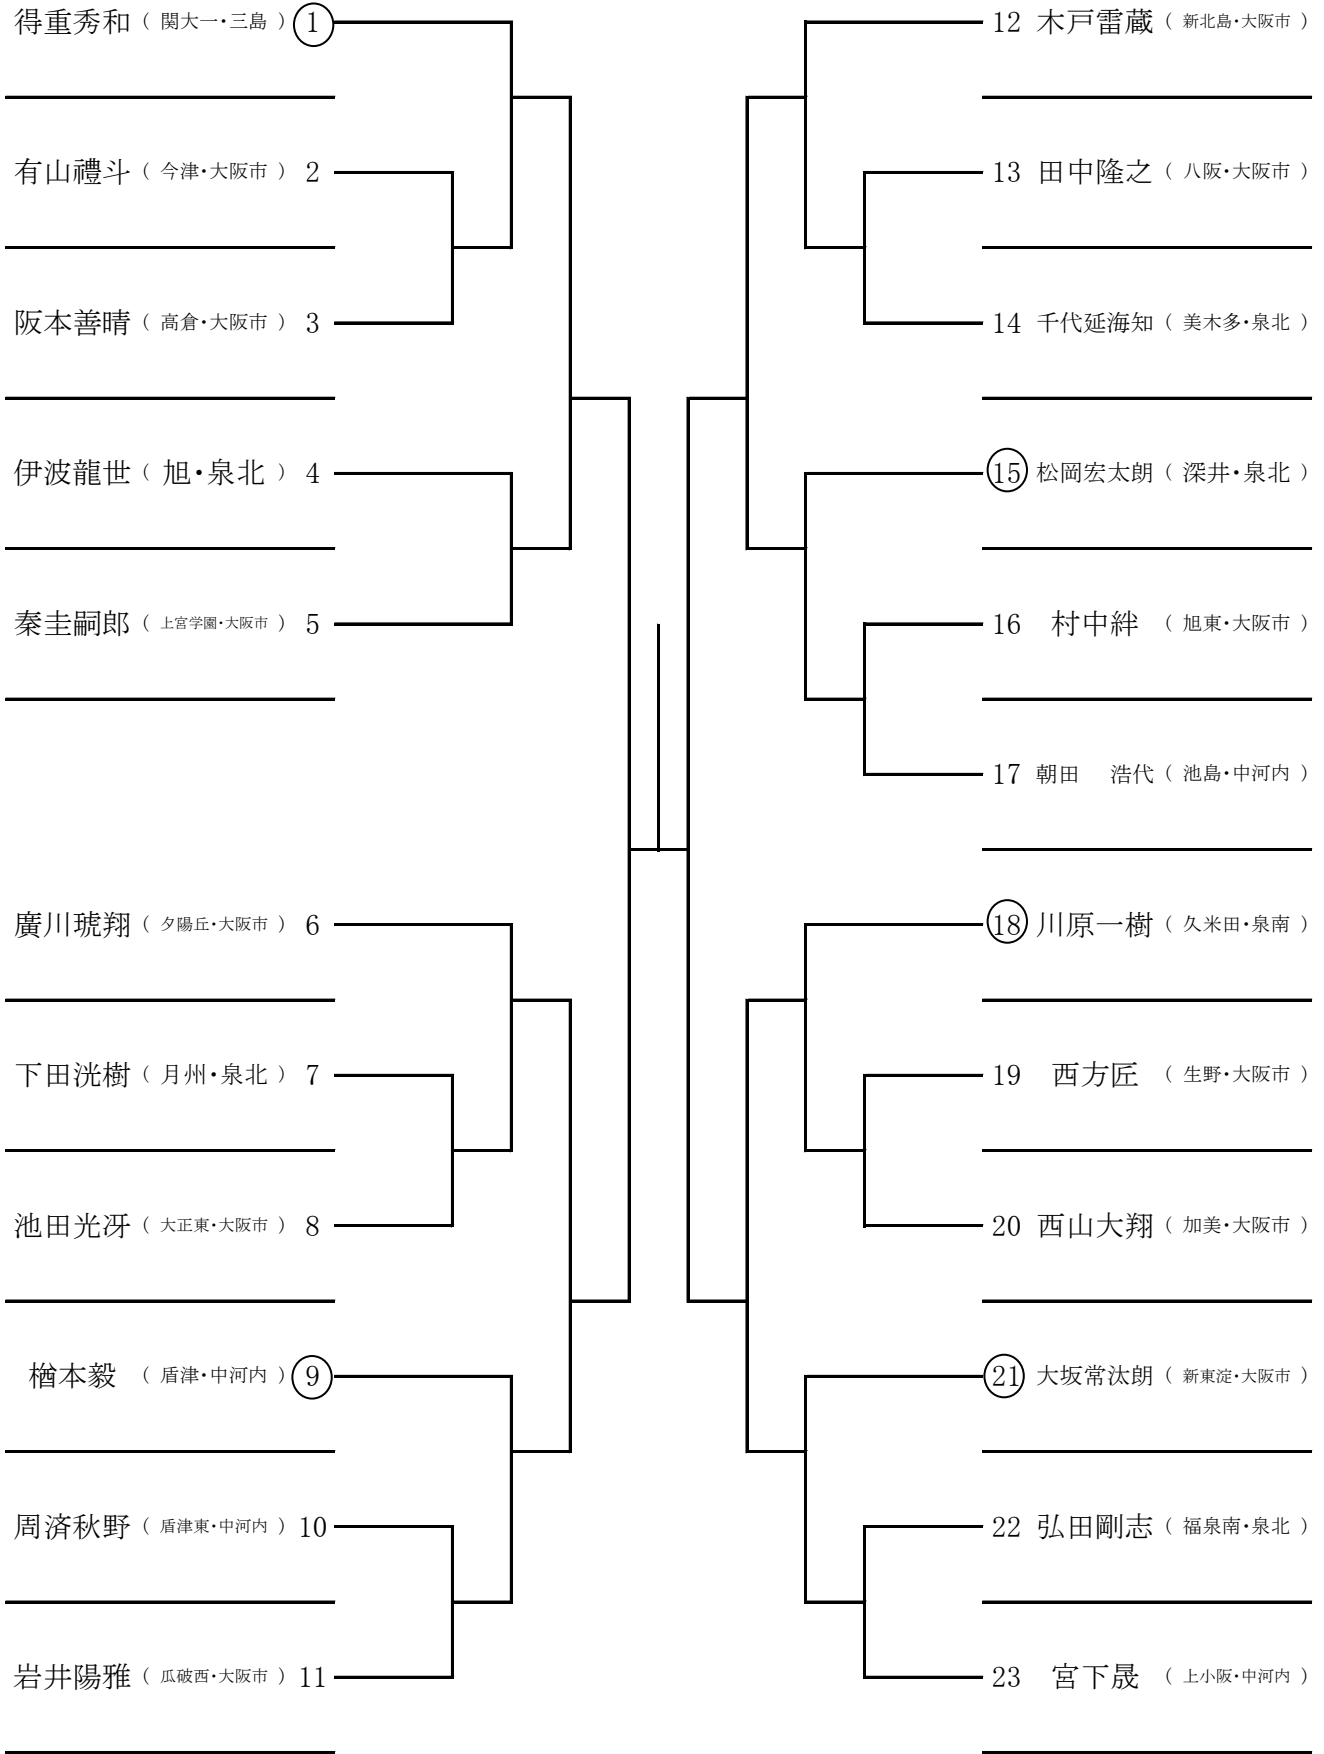 得重秀和 ( 関大一・三島 ) 1
有山禮斗 ( 今津・大阪市 ) 2
阪本善晴 ( 高倉・大阪市 ) 3
伊波龍世 ( 旭・泉北 ) 4
秦圭嗣郎 ( 上宮学園・大阪市 ) 5
廣川琥翔 ( 夕陽丘・大阪市 ) 6
下田洸樹 ( 月州・泉北 ) 7
池田光冴 ( 大正東・大阪市 ) 8
楢本毅 ( 盾津・中河内 ) 9
周済秋野 ( 盾津東・中河内 ) 10
岩井陽雅 ( 瓜破西・大阪市 ) 11
12 木戸雷蔵 ( 新北島・大阪市 )
13 田中隆之 ( 八阪・大阪市 )
14 千代延海知 ( 美木多・泉北 )
15 松岡宏太朗 ( 深井・泉北 )
16 村中絆 ( 旭東・大阪市 )
17 朝田 浩代 ( 池島・中河内 )
18 川原一樹 ( 久米田・泉南 )
19 西方匠 ( 生野・大阪市 )
20 西山大翔 ( 加美・大阪市 )
21 大坂常汰朗 ( 新東淀・大阪市 )
22 弘田剛志 ( 福泉南・泉北 )
23 宮下晟 ( 上小阪・中河内 )